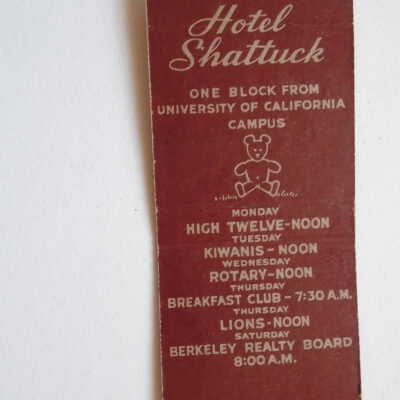 Hotel
Shattuck
ONE BLOCK FROM
UNIVERSITY OF CALIFORNIA
CAMPUS
MONDAY
HIGH TWELVE-NOON
TUESDAY
KIWANIS - NOON
WEDNESDAY
ROTARY-NOON
THURSDAY
BREAKFAST CLUB - 7:30 A.M.
THURSDAY
LIONS-NOON
SATURDAY
BERKELEY REALTY BOARD
8:00 A.M.